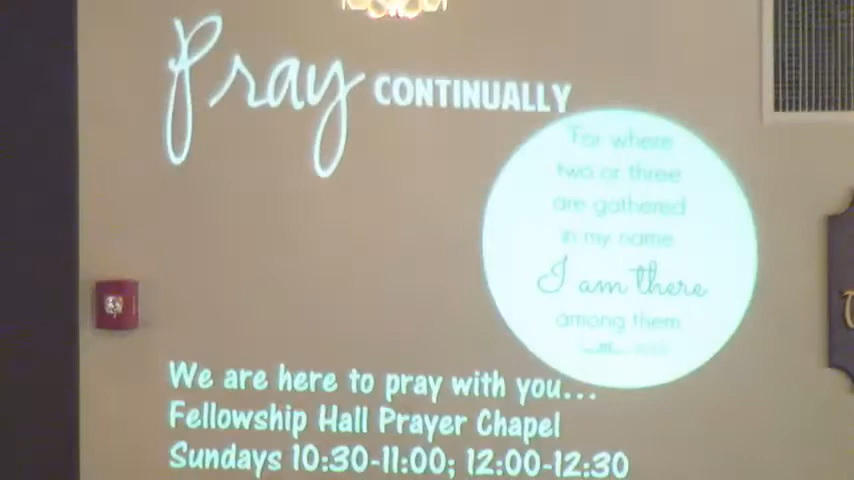 Pray CONTINUALLY
For where
two or three
are gathered
in my name
I am there
among them
We are here to pray with you...
Fellowship Hall Prayer Chapel
Sundays 10:30-11:00; 12:00-12:30